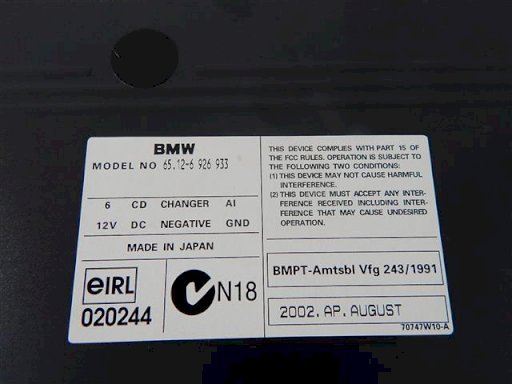 BMW
MODEL NO 65.12-6 926 933
6 CD CHANGER AI
12V DC NEGATIVE GND
MADE IN JAPAN
eIRL
020244
N18
THIS DEVICE COMPLIES WITH PART 15 OF
THE FCC RULES. OPERATION IS SUBJECT TO
THE FOLLOWING TWO CONDITIONS:
(1) THIS DEVICE MAY NOT CAUSE HARMFUL
INTERFERENCE.
(2) THIS DEVICE MUST ACCEPT ANY INTER-
FERENCE RECEIVED INCLUDING INTER-
FERENCE THAT MAY CAUSE UNDESIRED
OPERATION.
BMPT-Amtsbl Vfg 243/1991
2002. AP. AUGUST
70747W10-A